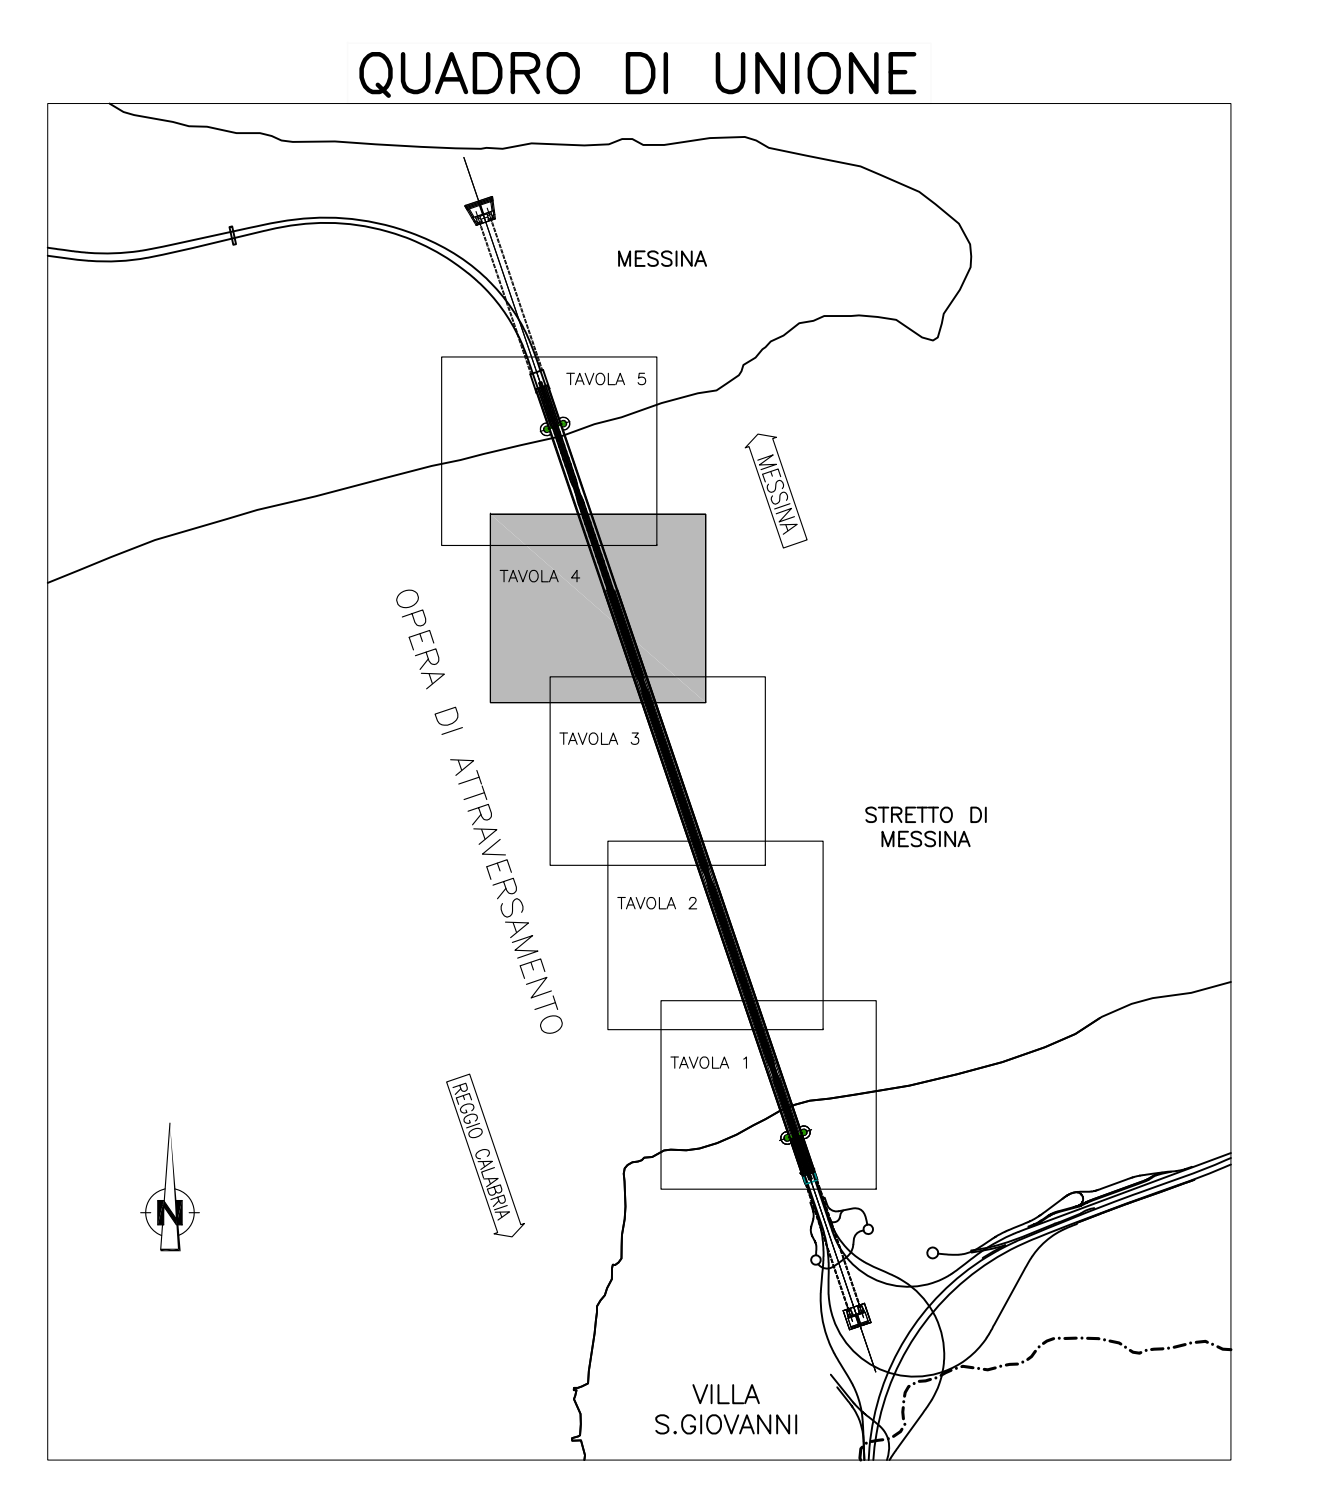 QUADRO DI UNIONE
MESSINA
TAVOLA 5
MESSINA
TAVOLA 4
OPERA DI ATTRAVERSAMENTO
TAVOLA 3
STRETTO DI
MESSINA
TAVOLA 2
TAVOLA 1
REGGIO CALABRIA
N
VILLA
S.GIOVANNI